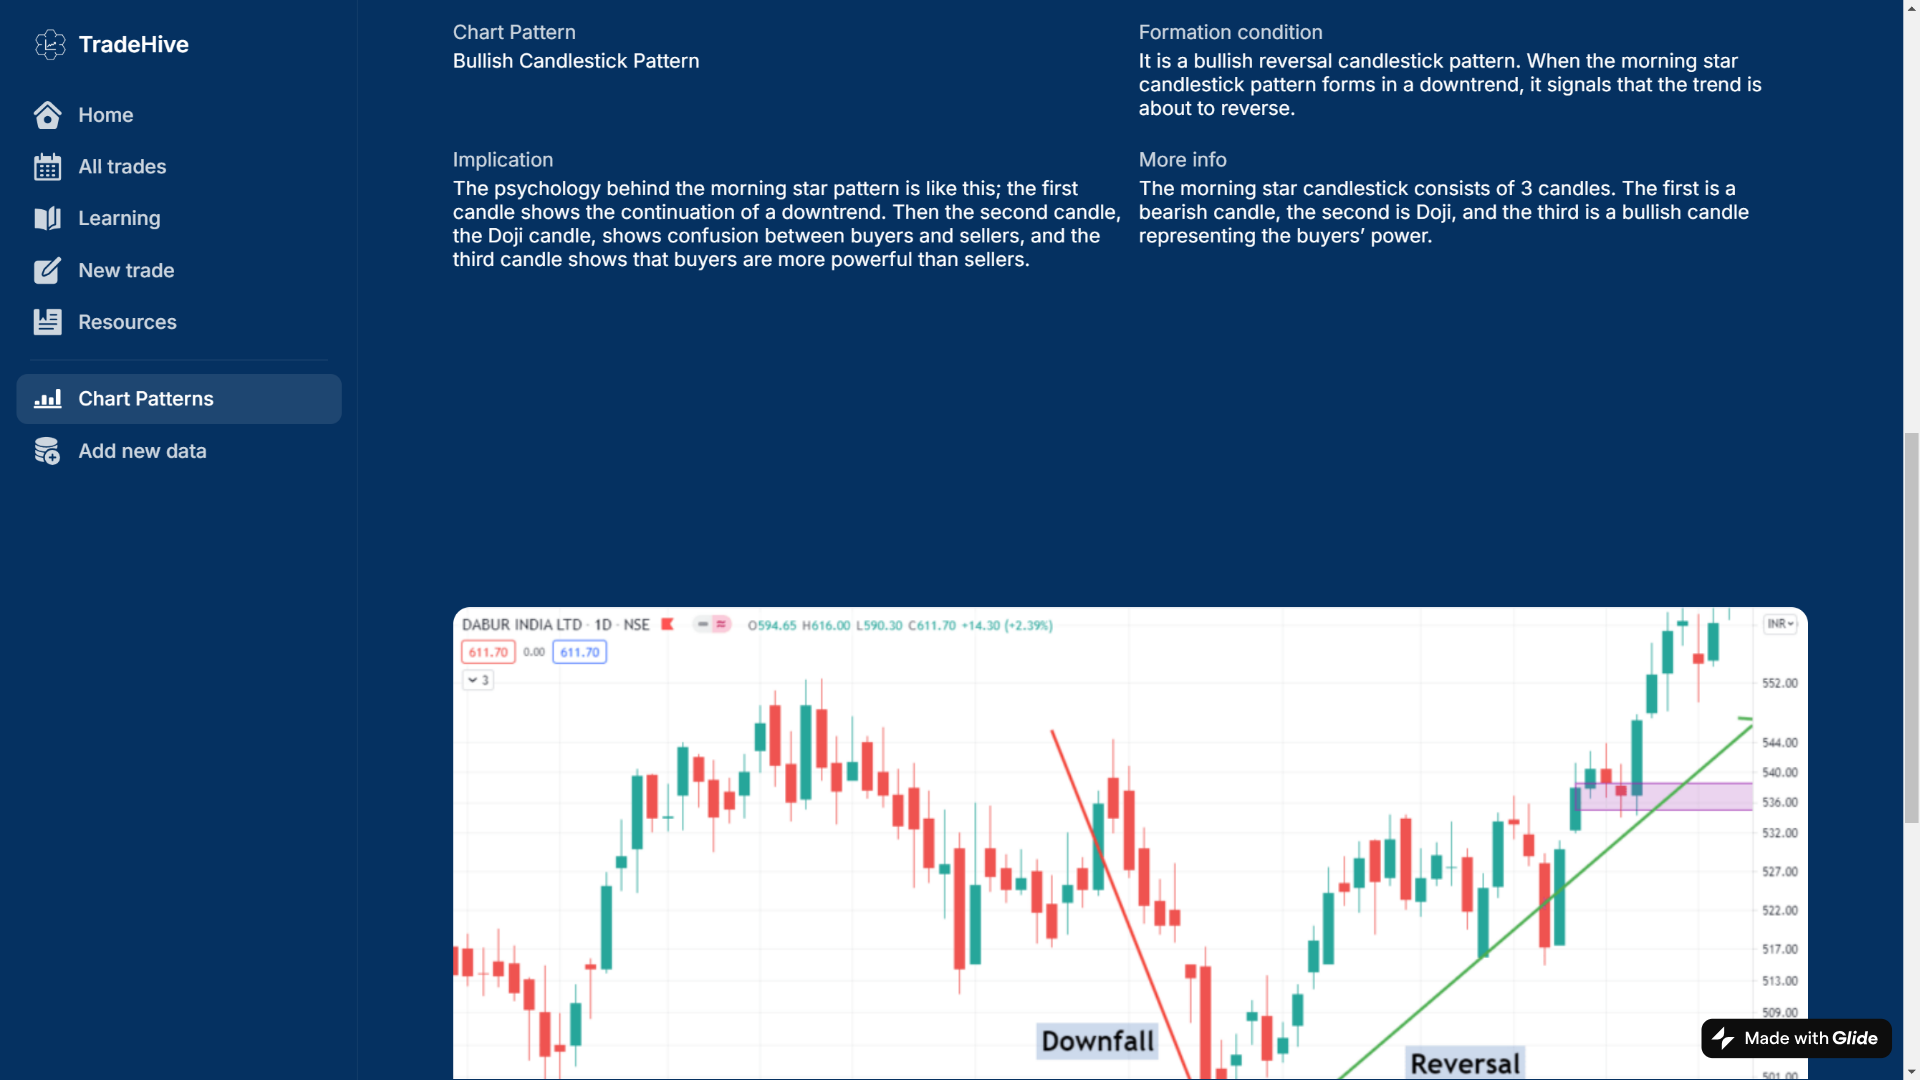 TradeHive
Home
All trades
Learning
New trade
Resources
Chart Patterns
Add new data
Chart Pattern
Bullish Candlestick Pattern
Formation condition
It is a bullish reversal candlestick pattern. When the morning star
candlestick pattern forms in a downtrend, it signals that the trend is
about to reverse.
Implication
The psychology behind the morning star pattern is like this; the first
candle shows the continuation of a downtrend. Then the second candle,
the Doji candle, shows confusion between buyers and sellers, and the
third candle shows that buyers are more powerful than sellers.
More info
The morning star candlestick consists of 3 candles. The first is a
bearish candle, the second is Doji, and the third is a bullish candle
representing the buyers’ power.
DABUR INDIA LTD · 1D · NSE O594.65 H616.00 L590.30 C611.70 +14.30 (+2.39%)
611.70 0.00 611.70
3
INR
552.00
544.00
540.00
536.00
532.00
527.00
522.00
517.00
513.00
509.00
501.00
Downfall
Reversal
Made with Glide